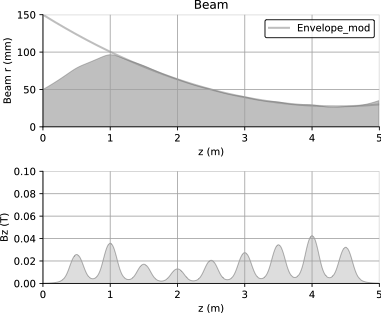 Beam
150
100
50
0
Beam r (mm)
Envelope_mod
0 1 2 3 4 5
z (m)
0.10
0.08
0.06
0.04
0.02
0.00
Bz (T)
0 1 2 3 4 5
z (m)